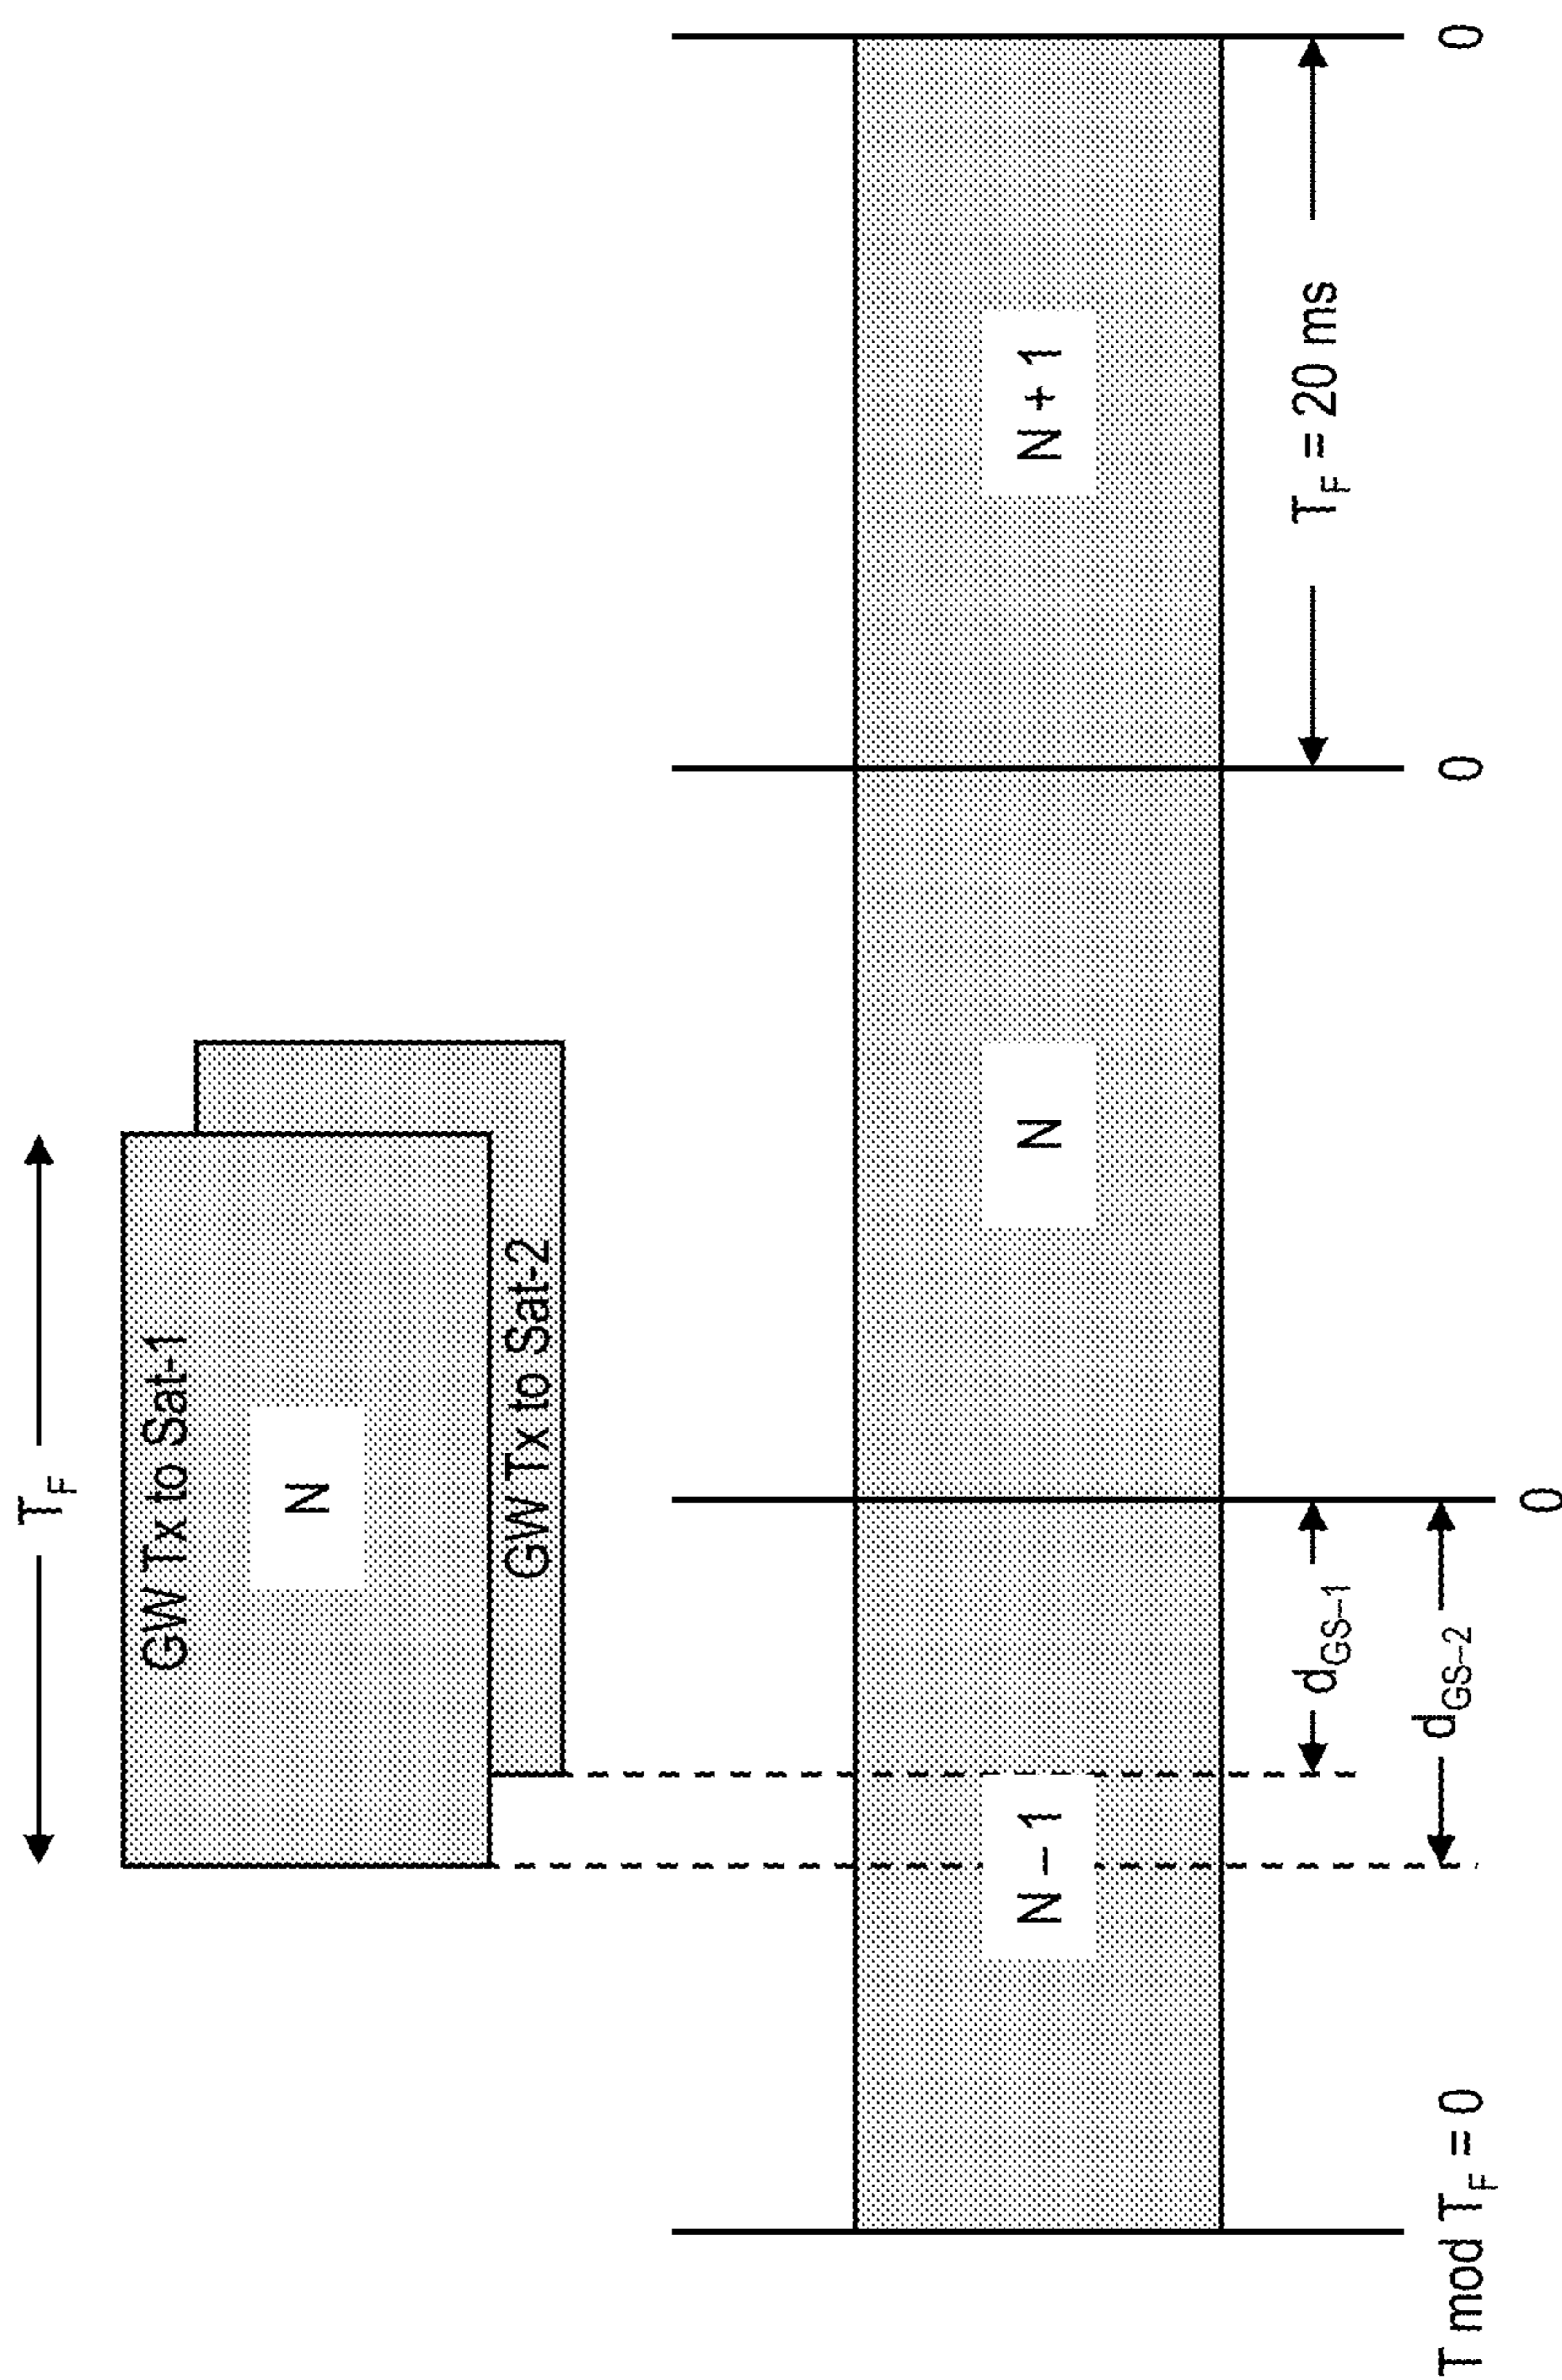 T_F
GW Tx to Sat-1
N
GW Tx to Sat-2
N – 1
N
N + 1
d_GS–1
T_F = 20 ms
d_GS–2
T mod T_F = 0
0
0
0